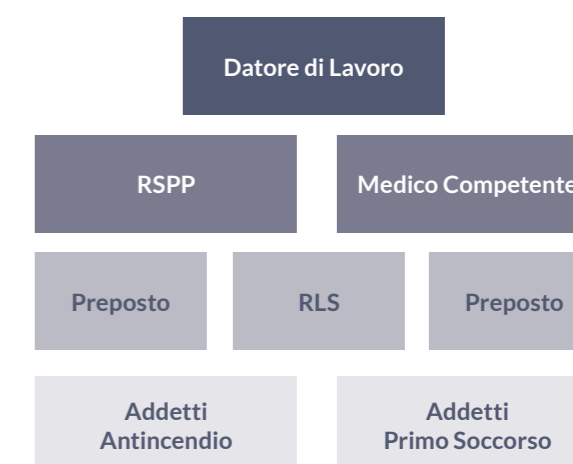 Datore di Lavoro
RSPP
Medico Competente
Preposto
RLS
Preposto
Addetti
Antincendio
Addetti
Primo Soccorso